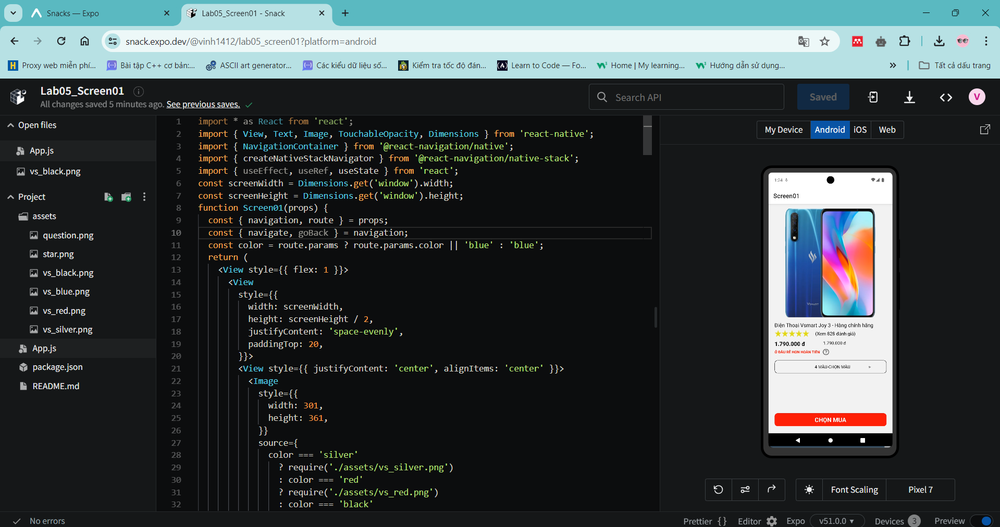 Snacks — Expo
Lab05_Screen01 - Snack
snack.expo.dev/@vinh1412/lab05_screen01?platform=android
Proxy web miễn phí...
Bài tập C++ cơ bản:...
ASCII art generator...
Các kiểu dữ liệu số...
Kiểm tra tốc độ đán...
Learn to Code — Fo...
Home | My learning...
Hướng dẫn sử dụng...
Tất cả dấu trang
Lab05_Screen01
All changes saved 5 minutes ago. See previous saves.
Search API
Saved
V
Open files
App.js
vs_black.png
Project
assets
question.png
star.png
vs_black.png
vs_blue.png
vs_red.png
vs_silver.png
App.js
package.json
README.md
1 import * as React from 'react';
2 import { View, Text, Image, TouchableOpacity, Dimensions } from 'react-native';
3 import { NavigationContainer } from '@react-navigation/native';
4 import { createNativeStackNavigator } from '@react-navigation/native-stack';
5 import { useEffect, useRef, useState } from 'react';
6 const screenWidth = Dimensions.get('window').width;
7 const screenHeight = Dimensions.get('window').height;
8 function Screen01(props) {
9 const { navigation, route } = props;
10 const { navigate, goBack } = navigation;
11 const color = route.params ? route.params.color || 'blue' : 'blue';
12 return (
13 <View style={{ flex: 1 }}>
14 <View
15 style={{
16 width: screenWidth,
17 height: screenHeight / 2,
18 justifyContent: 'space-evenly',
19 paddingTop: 20,
20 }}>
21 <View style={{ justifyContent: 'center', alignItems: 'center' }}>
22 <Image
23 style={{
24 width: 301,
25 height: 361,
26 }}
27 source={
28 color === 'silver'
29 ? require('./assets/vs_silver.png')
30 : color === 'red'
31 ? require('./assets/vs_red.png')
32 : color === 'black'
My Device
Android
iOS
Web
1:24
Screen01
VSMART
Điện Thoại Vsmart Joy 3 - Hàng chính hãng
(Xem 828 đánh giá)
1.790.000 đ
1.790.000 đ
Ở ĐÂU RẺ HƠN HOÀN TIỀN ?
4 MÀU-CHỌN MÀU >
CHỌN MUA
Font Scaling
Pixel 7
No errors
Prettier {}
Editor
Expo
v51.0.0
Devices 3
Preview